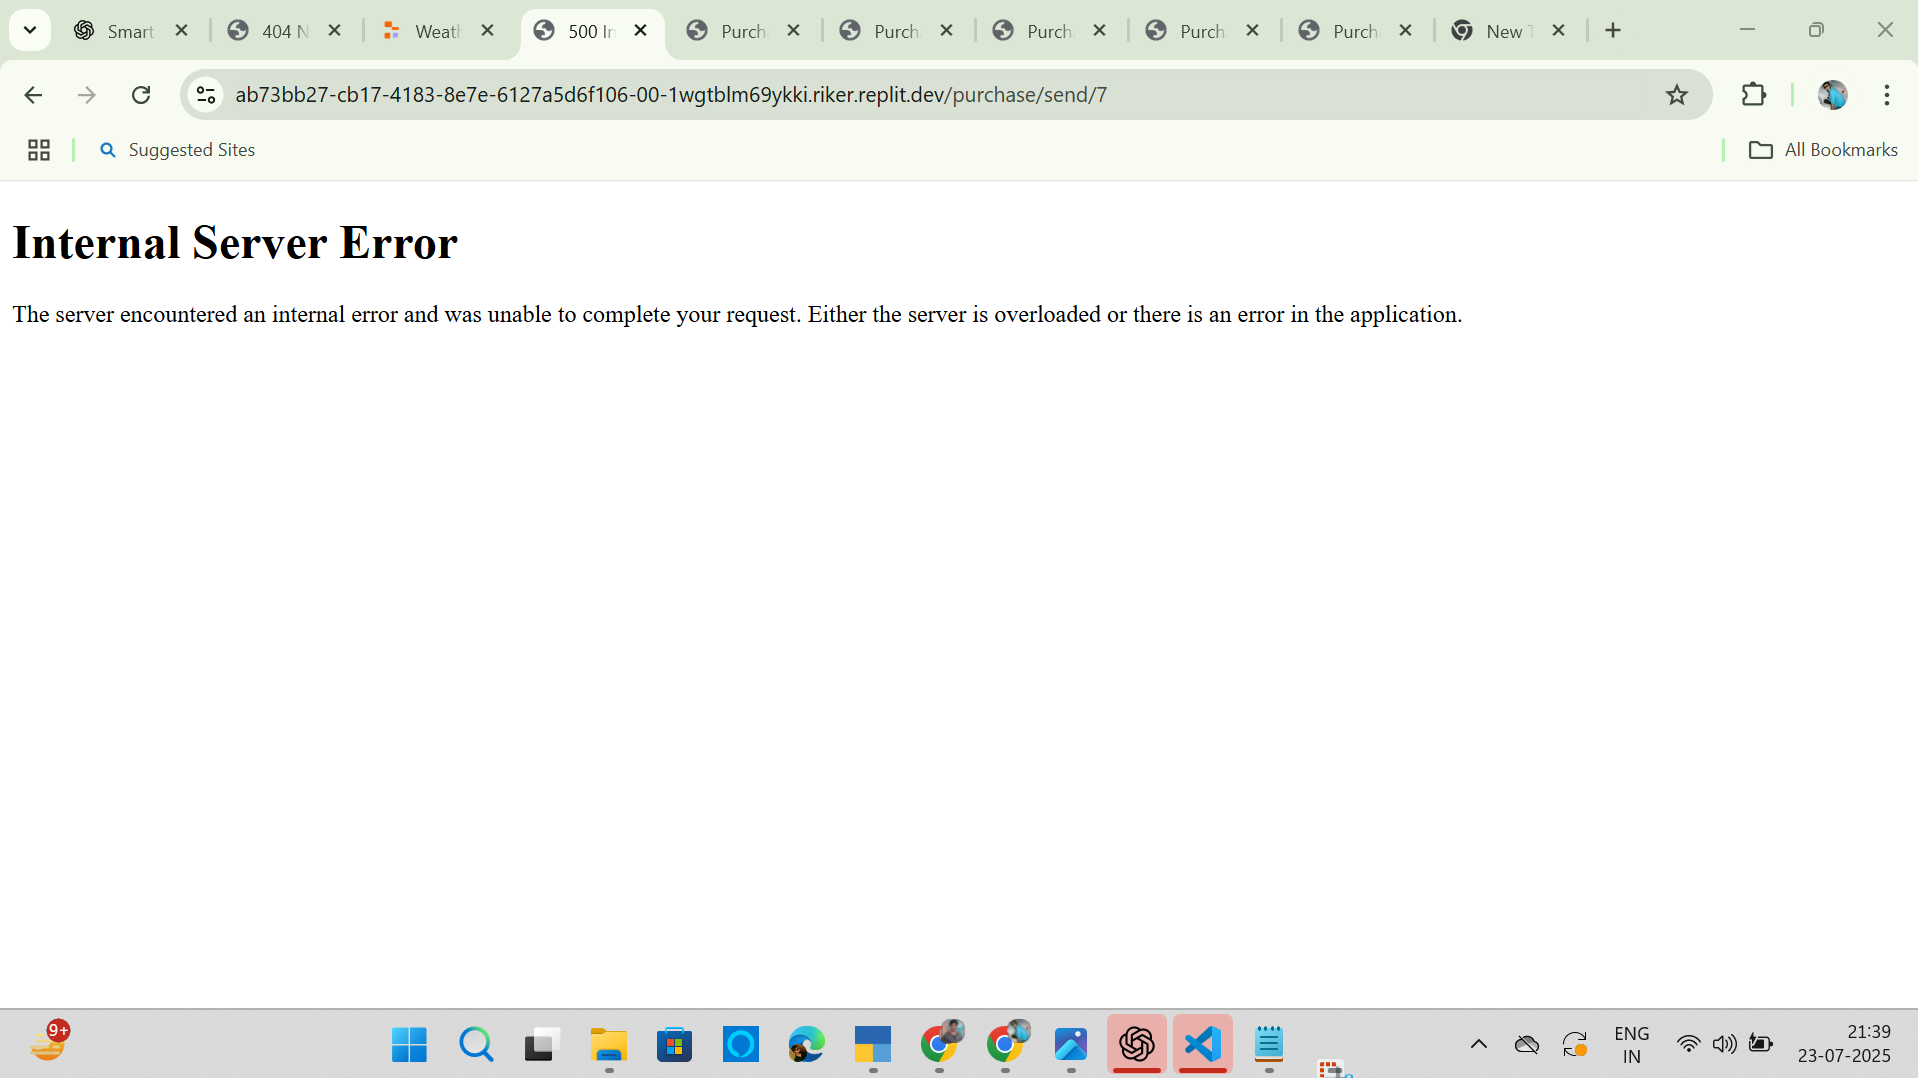 Smart
404 N
Weath
500 In
Purch
Purch
Purch
Purch
Purch
New T
ab73bb27-cb17-4183-8e7e-6127a5d6f106-00-1wgtblm69ykki.riker.replit.dev/purchase/send/7
Suggested Sites
All Bookmarks
Internal Server Error
The server encountered an internal error and was unable to complete your request. Either the server is overloaded or there is an error in the application.
9+
ENG
IN
21:39
23-07-2025